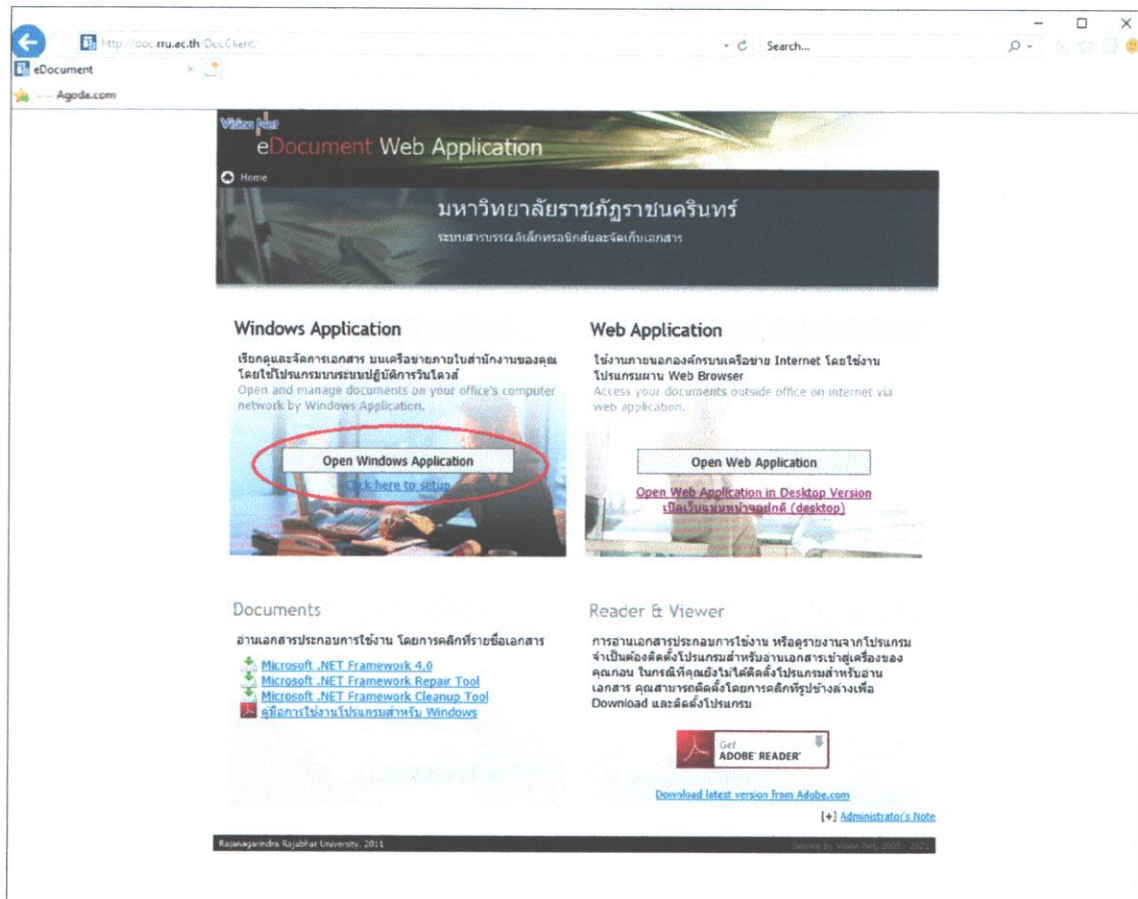 http://doc.rru.ac.th/DocClient/
Search...
eDocument
Agoda.com
Vision Net
eDocument Web Application
Home
มหาวิทยาลัยราชภัฏราชนครินทร์
ระบบสารบรรณอิเล็กทรอนิกส์และจัดเก็บเอกสาร
Windows Application
เรียกดูและจัดการเอกสาร บนเครือข่ายภายในสำนักงานของคุณ
โดยใช้โปรแกรมบนระบบปฏิบัติการวินโดวส์
Open and manage documents on your office's computer
network by Windows Application.
Open Windows Application
Click here to setup
Web Application
ใช้งานภายนอกองค์กรบนเครือข่าย Internet โดยใช้งาน
โปรแกรมผ่าน Web Browser
Access your documents outside office on internet via
web application.
Open Web Application
Open Web Application in Desktop Version
เปิดเว็บแบบหน้าจอปกติ (desktop)
Documents
อ่านเอกสารประกอบการใช้งาน โดยการคลิกที่รายชื่อเอกสาร
Microsoft .NET Framework 4.0
Microsoft .NET Framework Repair Tool
Microsoft .NET Framework Cleanup Tool
คู่มือการใช้งานโปรแกรมสำหรับ Windows
Reader & Viewer
การอ่านเอกสารประกอบการใช้งาน หรือดูรายงานจากโปรแกรม
จำเป็นต้องติดตั้งโปรแกรมสำหรับอ่านเอกสารเข้าสู่เครื่องของ
คุณก่อน ในกรณีที่คุณยังไม่ได้ติดตั้งโปรแกรมสำหรับอ่าน
เอกสาร คุณสามารถติดตั้งโดยการคลิกที่รูปข้างล่างเพื่อ
Download และติดตั้งโปรแกรม
Get
ADOBE® READER®
Download latest version from Adobe.com
[+] Administrator's Note
Rajanagarindra Rajabhat University, 2011
Service by Vision Net, 2005 - 2021